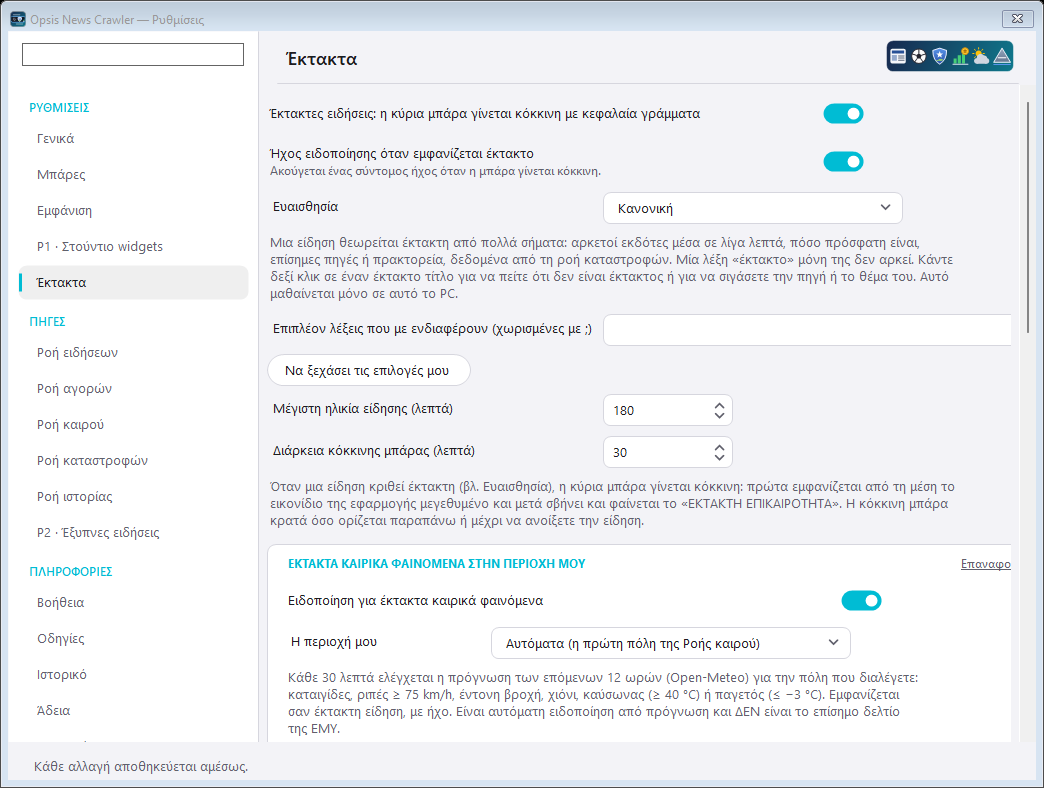 Opsis News Crawler — Ρυθμίσεις
Έκτακτα
ΡΥΘΜΙΣΕΙΣ
Γενικά
Μπάρες
Εμφάνιση
P1 · Στούντιο widgets
Έκτακτα
ΠΗΓΕΣ
Ροή ειδήσεων
Ροή αγορών
Ροή καιρού
Ροή καταστροφών
Ροή ιστορίας
P2 · Έξυπνες ειδήσεις
ΠΛΗΡΟΦΟΡΙΕΣ
Βοήθεια
Οδηγίες
Ιστορικό
Άδεια
Έκτακτες ειδήσεις: η κύρια μπάρα γίνεται κόκκινη με κεφαλαία γράμματα
Ήχος ειδοποίησης όταν εμφανίζεται έκτακτο
Ακούγεται ένας σύντομος ήχος όταν η μπάρα γίνεται κόκκινη.
Ευαισθησία
Κανονική
Μια είδηση θεωρείται έκτακτη από πολλά σήματα: αρκετοί εκδότες μέσα σε λίγα λεπτά, πόσο πρόσφατη είναι,
επίσημες πηγές ή πρακτορεία, δεδομένα από τη ροή καταστροφών. Μία λέξη «έκτακτο» μόνη της δεν αρκεί. Κάντε
δεξί κλικ σε έναν έκτακτο τίτλο για να πείτε ότι δεν είναι έκτακτος ή για να σιγάσετε την πηγή ή το θέμα του. Αυτό
μαθαίνεται μόνο σε αυτό το PC.
Επιπλέον λέξεις που με ενδιαφέρουν (χωρισμένες με ;)
Να ξεχάσει τις επιλογές μου
Μέγιστη ηλικία είδησης (λεπτά)
180
Διάρκεια κόκκινης μπάρας (λεπτά)
30
Όταν μια είδηση κριθεί έκτακτη (βλ. Ευαισθησία), η κύρια μπάρα γίνεται κόκκινη: πρώτα εμφανίζεται από τη μέση το
εικονίδιο της εφαρμογής μεγεθυμένο και μετά σβήνει και φαίνεται το «ΕΚΤΑΚΤΗ ΕΠΙΚΑΙΡΟΤΗΤΑ». Η κόκκινη μπάρα
κρατά όσο ορίζεται παραπάνω ή μέχρι να ανοίξετε την είδηση.
ΕΚΤΑΚΤΑ ΚΑΙΡΙΚΑ ΦΑΙΝΟΜΕΝΑ ΣΤΗΝ ΠΕΡΙΟΧΗ ΜΟΥ
Επαναφο
Ειδοποίηση για έκτακτα καιρικά φαινόμενα
Η περιοχή μου
Αυτόματα (η πρώτη πόλη της Ροής καιρού)
Κάθε 30 λεπτά ελέγχεται η πρόγνωση των επόμενων 12 ωρών (Open-Meteo) για την πόλη που διαλέγετε:
καταιγίδες, ριπές ≥ 75 km/h, έντονη βροχή, χιόνι, καύσωνας (≥ 40 °C) ή παγετός (≤ −3 °C). Εμφανίζεται
σαν έκτακτη είδηση, με ήχο. Είναι αυτόματη ειδοποίηση από πρόγνωση και ΔΕΝ είναι το επίσημο δελτίο
της ΕΜΥ.
Κάθε αλλαγή αποθηκεύεται αμέσως.